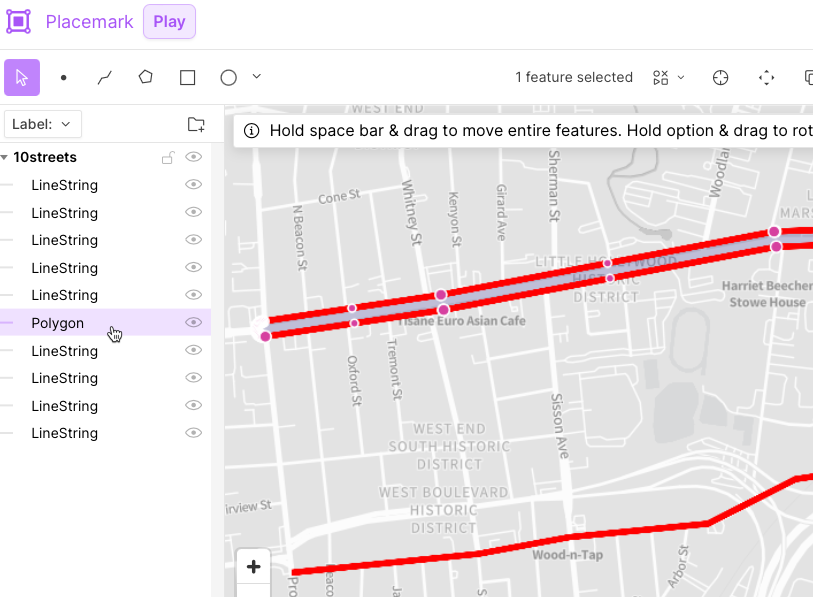 Placemark Play
1 feature selected
Label:
Hold space bar & drag to move entire features. Hold option & drag to rot
10streets
LineString
LineString
LineString
LineString
LineString
Polygon
LineString
LineString
LineString
LineString
WEST END
Cone St
N Beacon St
Whitney St
Kenyon St
Girard Ave
Sherman St
Woodlan
MARS
LITTLE HOLLYWOOD
HISTORIC
DISTRICT
Harriet Beecher
Stowe House
Tisane Euro Asian Cafe
Oxford St
Tremont St
Sisson Ave
WEST END
SOUTH HISTORIC
DISTRICT
WEST BOULEVARD
HISTORIC
DISTRICT
irview St
Wood-n-Tap
Arbor St
+